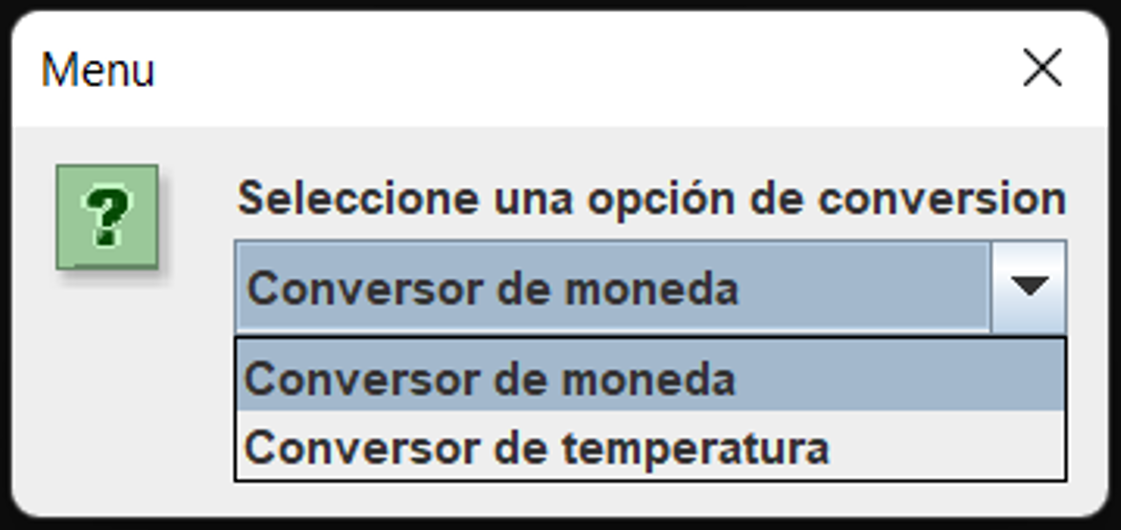 Menu
Seleccione una opción de conversion
Conversor de moneda
Conversor de moneda
Conversor de temperatura